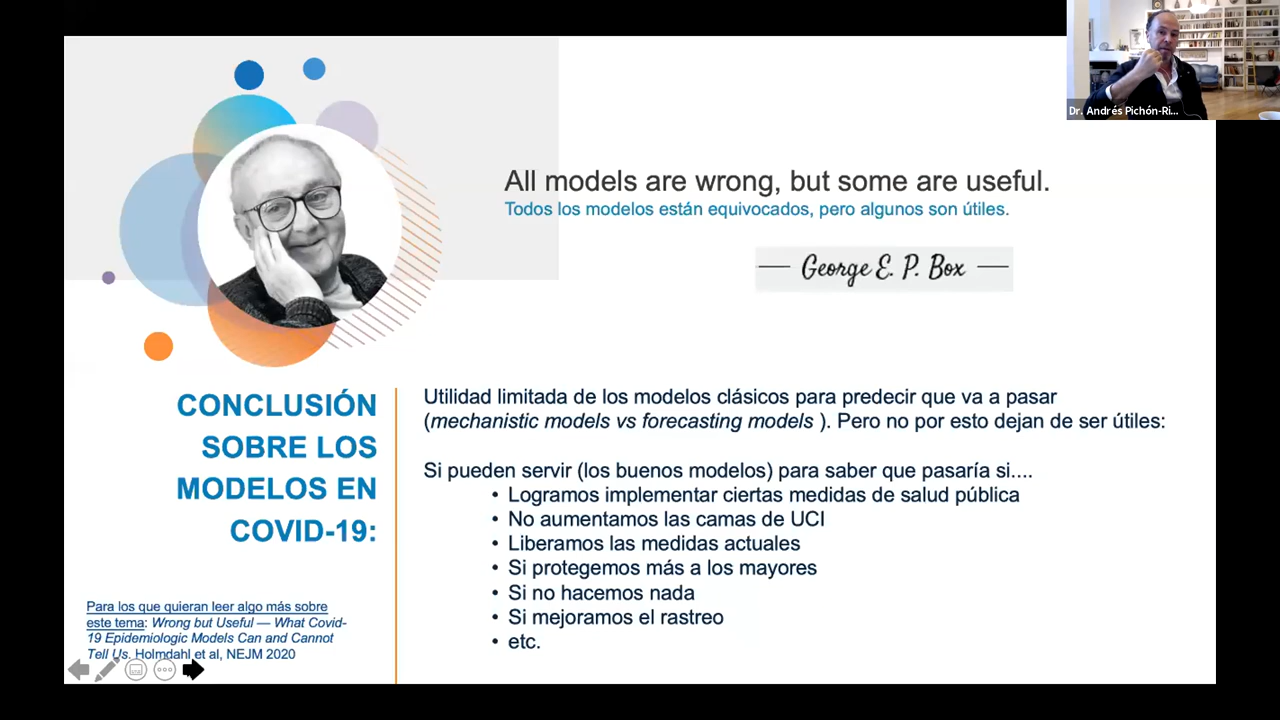 Dr. Andrés Pichón-Ri...
All models are wrong, but some are useful.
Todos los modelos están equivocados, pero algunos son útiles.
George E. P. Box
CONCLUSIÓN
SOBRE LOS
MODELOS EN
COVID-19:
Utilidad limitada de los modelos clásicos para predecir que va a pasar
(mechanistic models vs forecasting models ). Pero no por esto dejan de ser útiles:
Si pueden servir (los buenos modelos) para saber que pasaría si....
• Logramos implementar ciertas medidas de salud pública
• No aumentamos las camas de UCI
• Liberamos las medidas actuales
• Si protegemos más a los mayores
• Si no hacemos nada
• Si mejoramos el rastreo
• etc.
Para los que quieran leer algo más sobre
este tema: Wrong but Useful — What Covid-
19 Epidemiologic Models Can and Cannot
Tell Us. Holmdahl et al, NEJM 2020